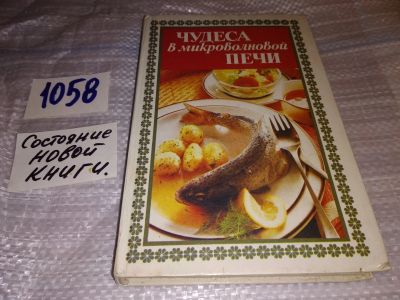 ЧУДЕСА
в микроволновой
ПЕЧИ
1058
Состояние
новой
книги.